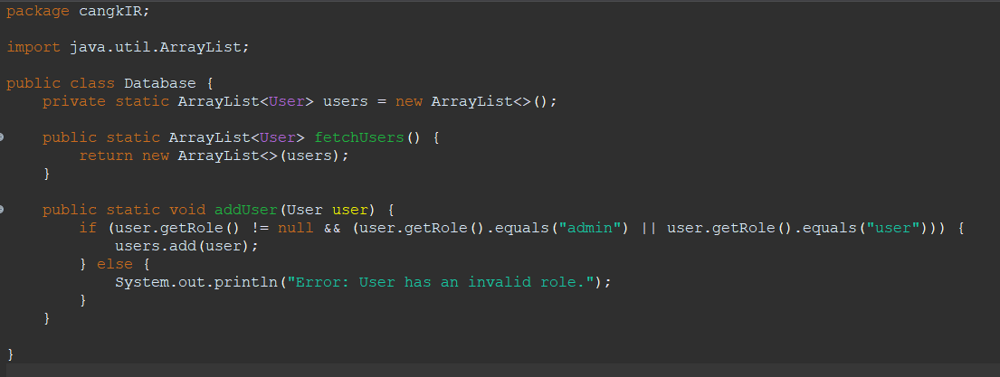 package cangkIR;
import java.util.ArrayList;
public class Database {
    private static ArrayList<User> users = new ArrayList<>();
    public static ArrayList<User> fetchUsers() {
        return new ArrayList<>(users);
    }
    public static void addUser(User user) {
        if (user.getRole() != null && (user.getRole().equals("admin") || user.getRole().equals("user"))) {
            users.add(user);
        } else {
            System.out.println("Error: User has an invalid role.");
        }
    }
}